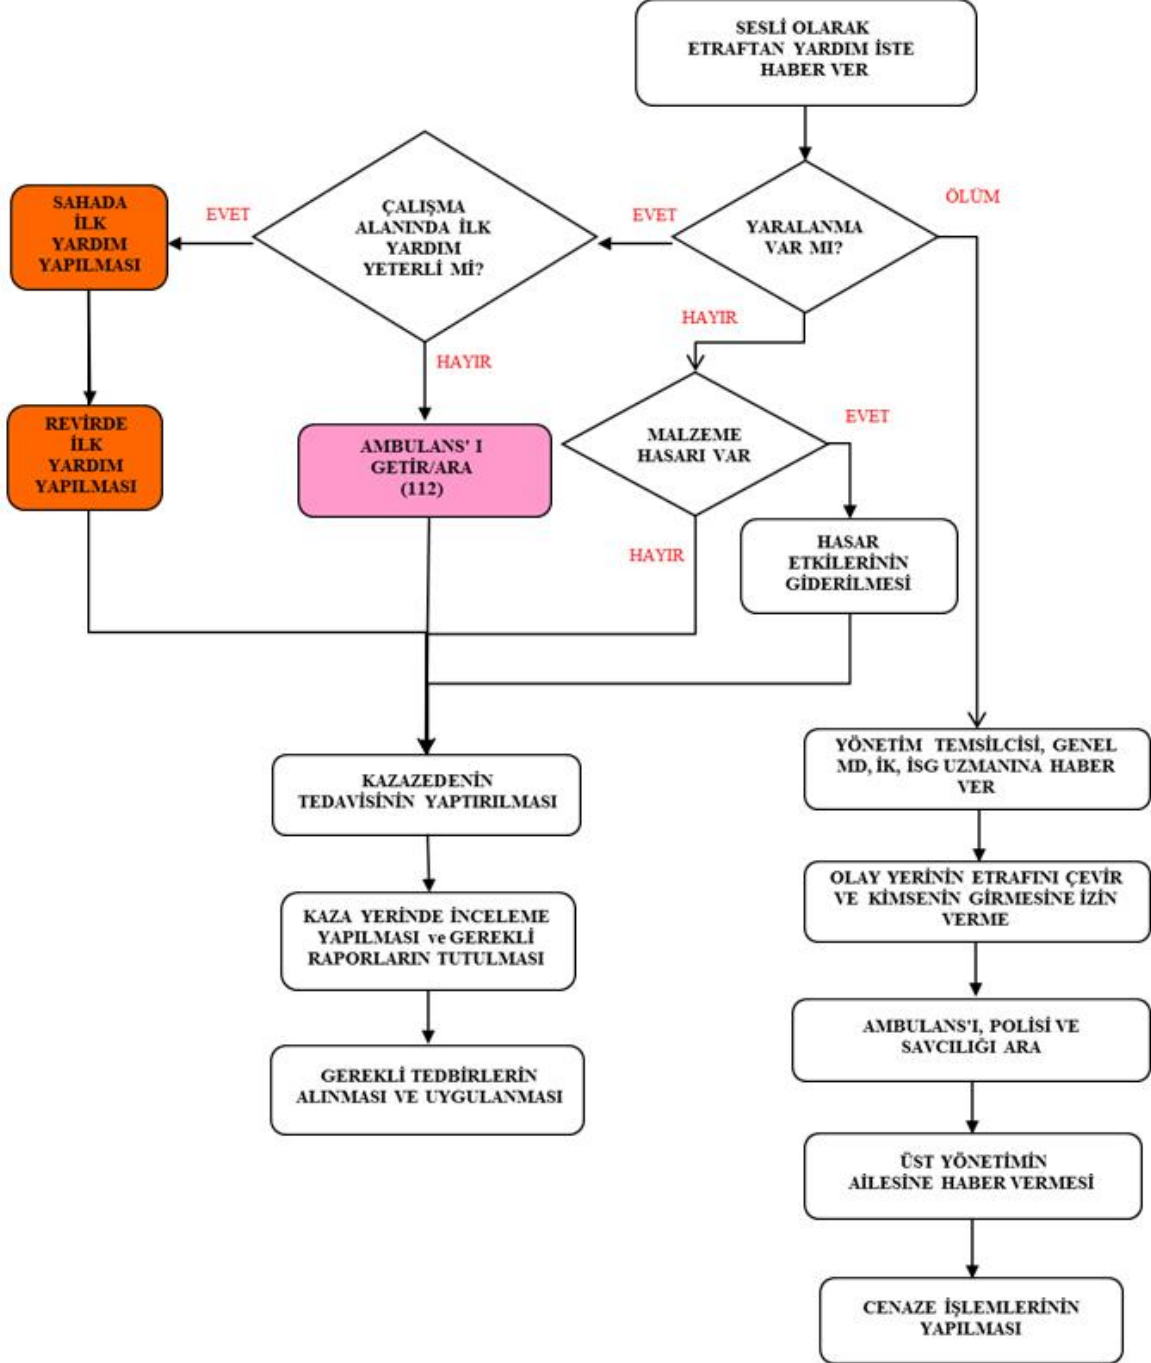 SESLİ OLARAK
ETRAFTAN YARDIM İSTE
HABER VER
YARALANMA
VAR MI?
ÖLÜM
EVET
ÇALIŞMA
ALANINDA İLK
YARDIM
YETERLİ Mİ?
EVET
SAHADA
İLK
YARDIM
YAPILMASI
REVİRDE
İLK
YARDIM
YAPILMASI
HAYIR
AMBULANS' I
GETİR/ARA
(112)
HAYIR
MALZEME
HASARI VAR
EVET
HAYIR
HASAR
ETKİLERİNİN
GİDERİLMESİ
KAZAZEDENİN
TEDAVİSİNİN YAPTIRILMASI
KAZA YERİNDE İNCELEME
YAPILMASI ve GEREKLİ
RAPORLARIN TUTULMASI
GEREKLİ TEDBİRLERİN
ALINMASI VE UYGULANMASI
YÖNETİM TEMSİLCİSİ, GENEL
MD, İK, İSG UZMANINA HABER
VER
OLAY YERİNİN ETRAFINI ÇEVİR
VE KİMSENİN GİRMESİNE İZİN
VERME
AMBULANS'I, POLİSİ VE
SAVCILIĞI ARA
ÜST YÖNETİMİN
AİLESİNE HABER VERMESİ
CENAZE İŞLEMLERİNİN
YAPILMASI